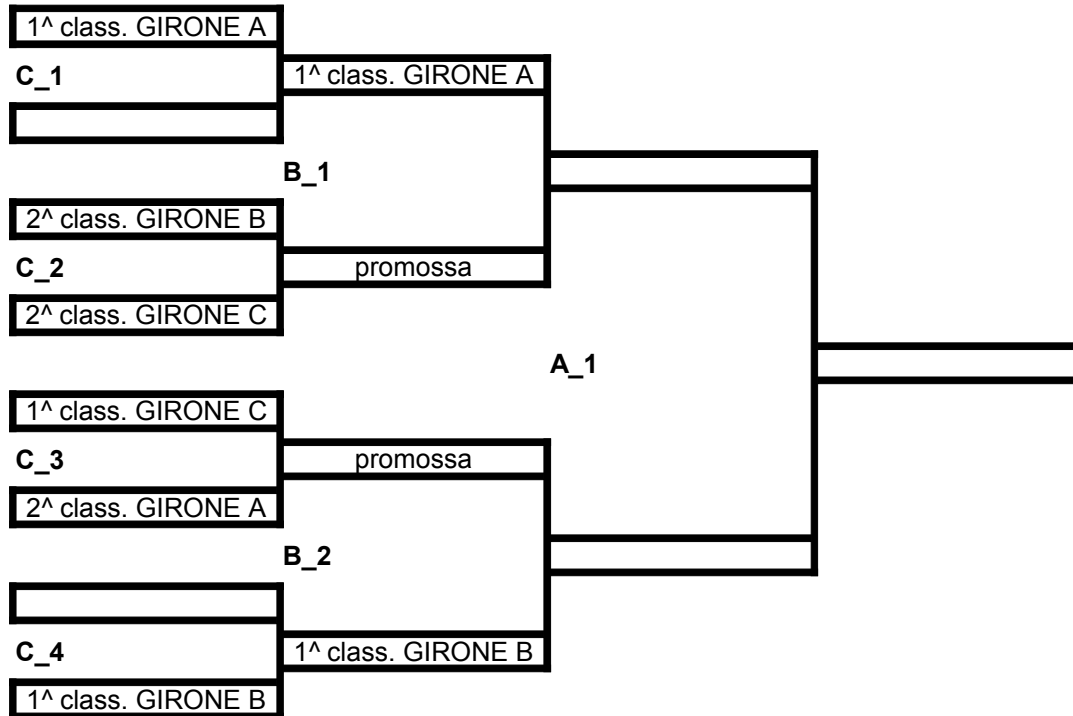 1^ class. GIRONE A
C_1
1^ class. GIRONE A
B_1
2^ class. GIRONE B
C_2
promossa
2^ class. GIRONE C
A_1
1^ class. GIRONE C
C_3
promossa
2^ class. GIRONE A
B_2
C_4
1^ class. GIRONE B
1^ class. GIRONE B